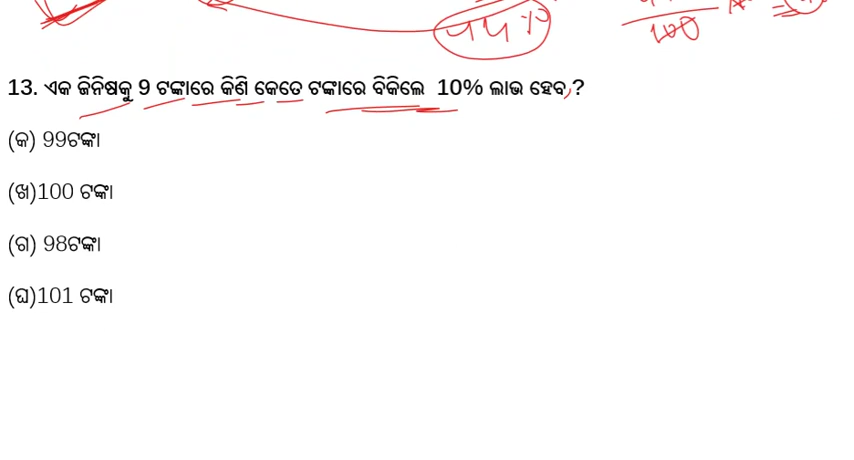 13. ଏକ ଜିନିଷକୁ 9 ଟଙ୍କାରେ କିଣି କେତେ ଟଙ୍କାରେ ବିକିଲେ 10% ଲାଭ ହେବ ?
(କ) 99ଟଙ୍କା
(ଖ)100 ଟଙ୍କା
(ଗ) 98ଟଙ୍କା
(ଘ)101 ଟଙ୍କା